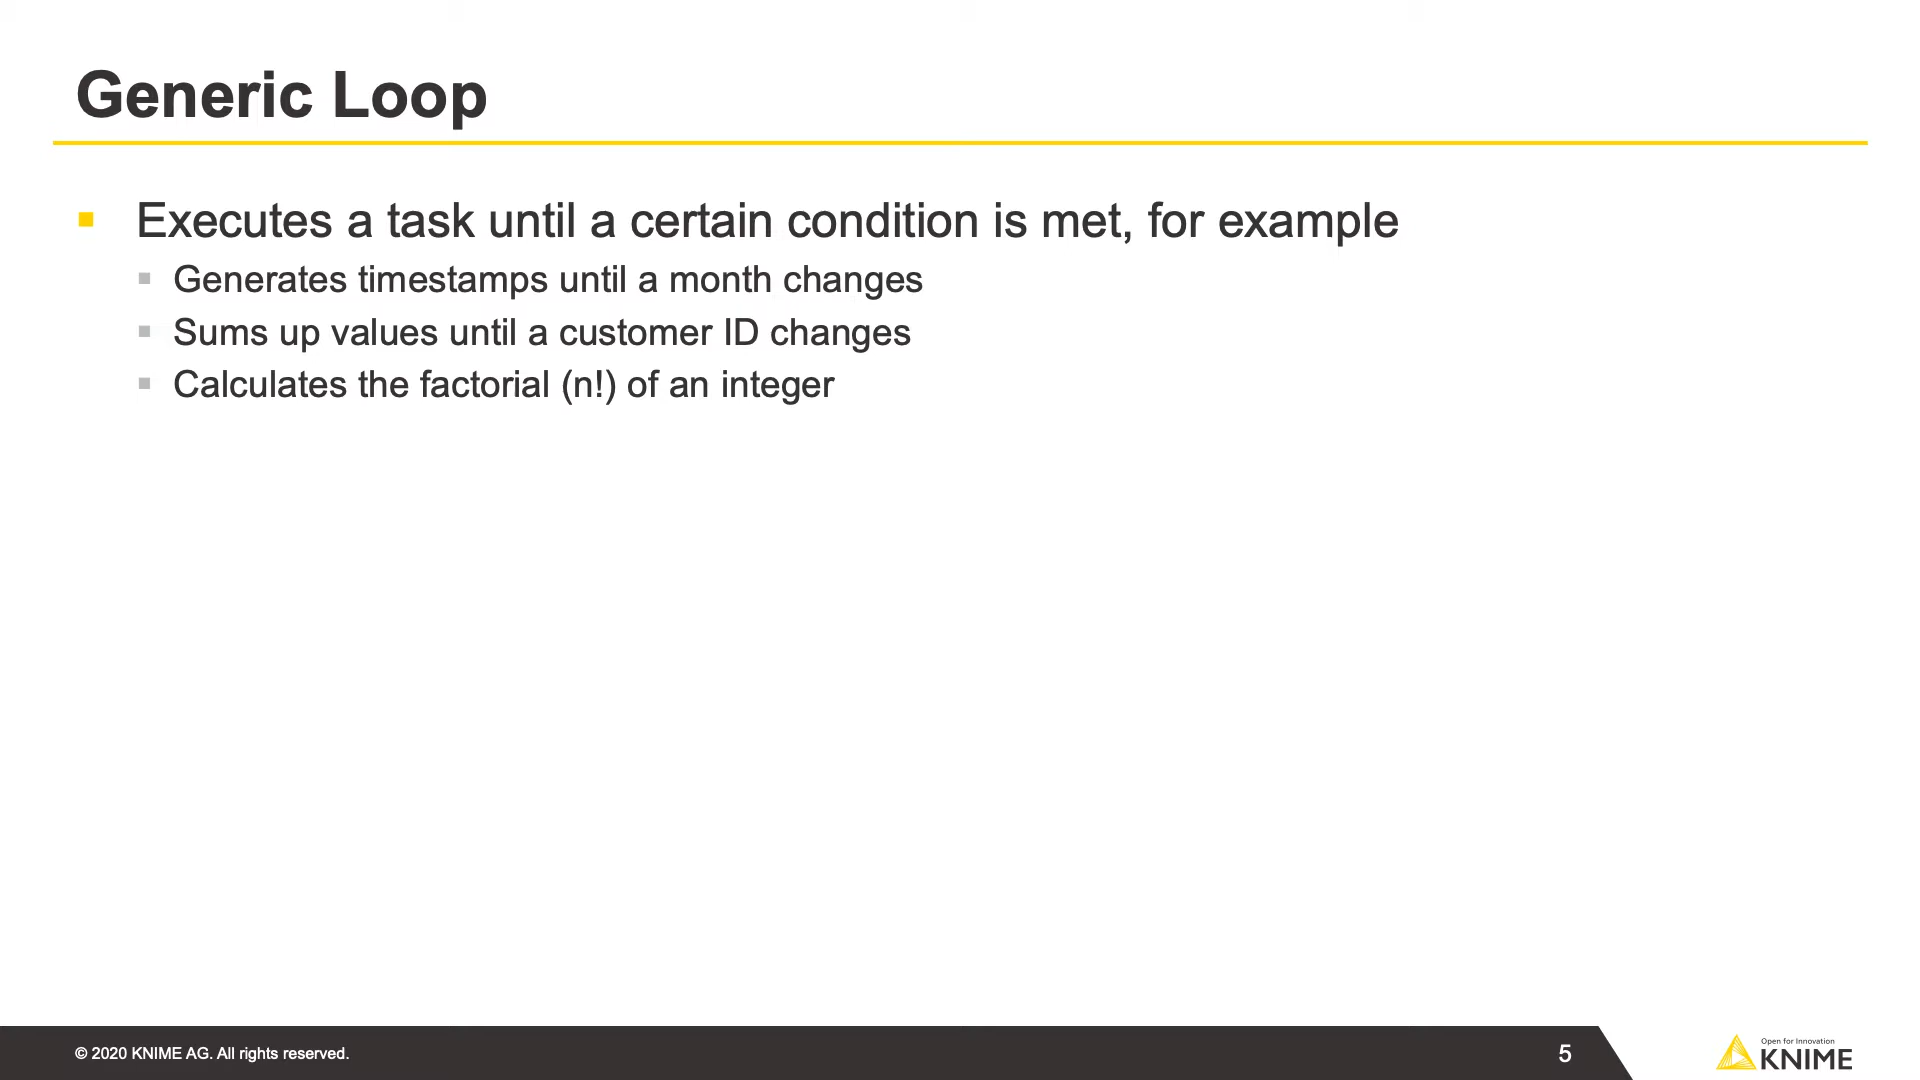 Generic Loop
Executes a task until a certain condition is met, for example
Generates timestamps until a month changes
Sums up values until a customer ID changes
Calculates the factorial (n!) of an integer
© 2020 KNIME AG. All rights reserved.
5
Open for Innovation
KNIME